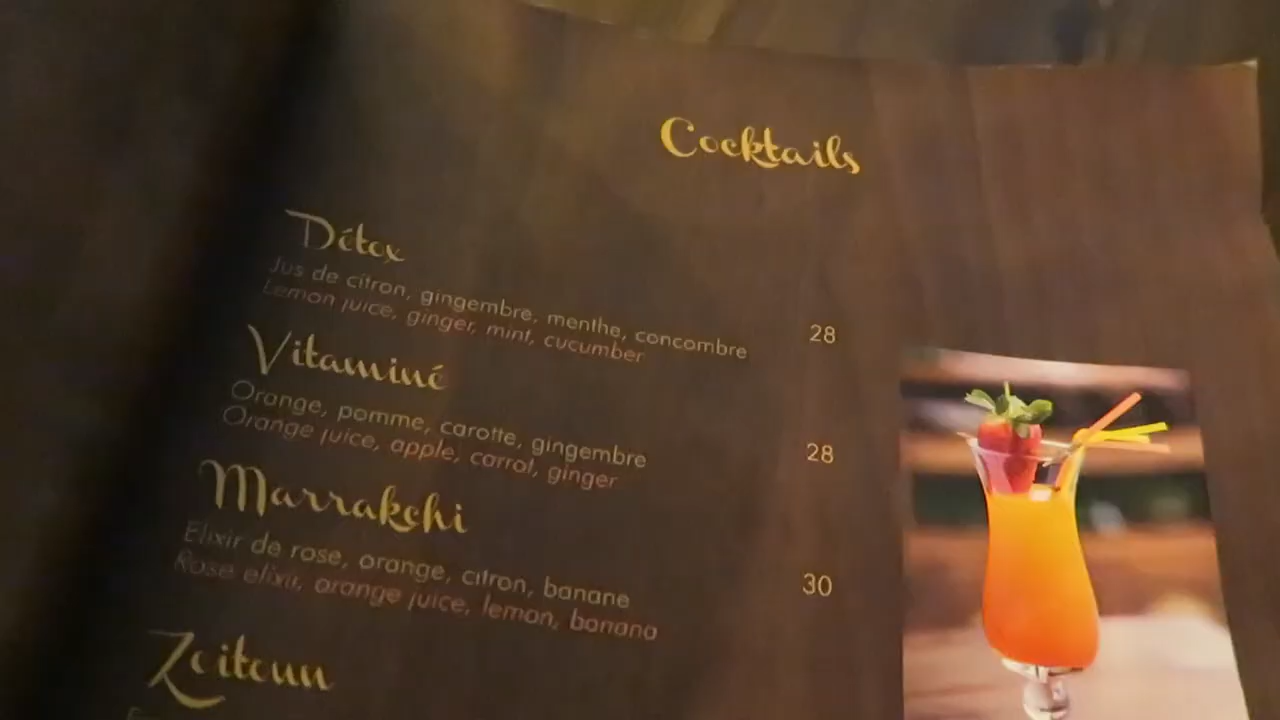 Cocktails
Détox
Jus de citron, gingembre, menthe, concombre 28
Lemon juice, ginger, mint, cucumber
Vitaminé
Orange, pomme, carotte, gingembre 28
Orange juice, apple, carrot, ginger
Marrakchi
Elixir de rose, orange, citron, banane 30
Rose elixir, orange juice, lemon, banana
Zeitoun